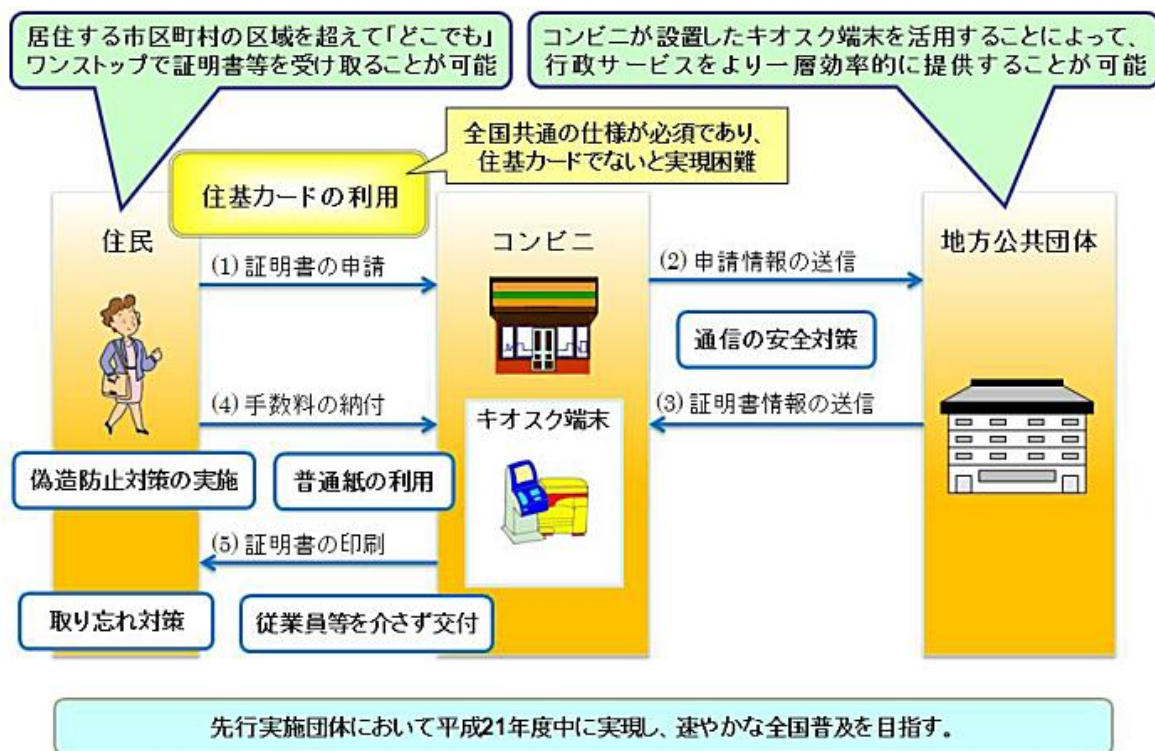 居住する市区町村の区域を超えて「どこでも」
ワンストップで証明書等を受け取ることが可能
コンビニが設置したキオスク端末を活用することによって、
行政サービスをより一層効率的に提供することが可能
全国共通の仕様が必須であり、
住基カードでないと実現困難
住基カードの利用
住民
コンビニ
地方公共団体
(1) 証明書の申請
(2) 申請情報の送信
通信の安全対策
(4) 手数料の納付
キオスク端末
(3) 証明書情報の送信
偽造防止対策の実施
普通紙の利用
(5) 証明書の印刷
取り忘れ対策
従業員等を介さず交付
先行実施団体において平成21年度中に実現し、速やかな全国普及を目指す。